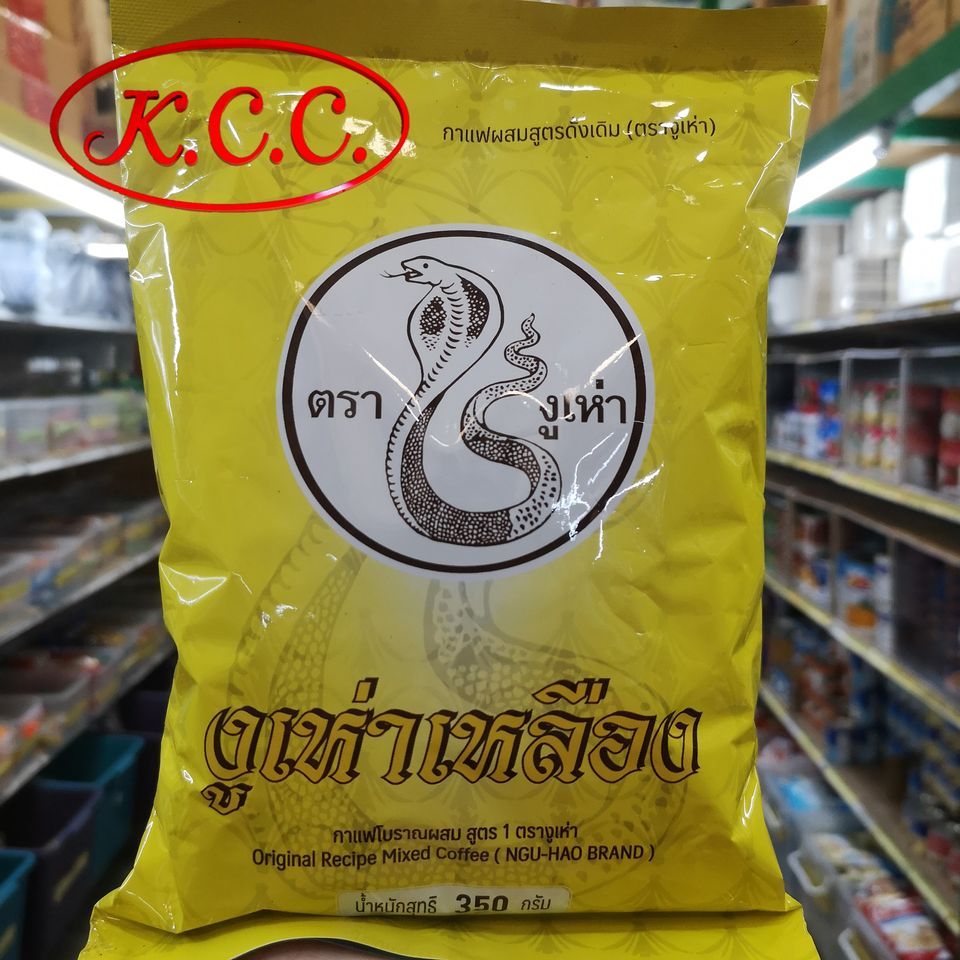 K.C.C.
กาแฟผสมสูตรดั้งเดิม (ตรางูเห่า)
ตรา งูเห่า
งูเห่าเหลือง
กาแฟโบราณผสม สูตร 1 ตรางูเห่า
Original Recipe Mixed Coffee ( NGU-HAO BRAND )
น้ำหนักสุทธิ 350 กรัม